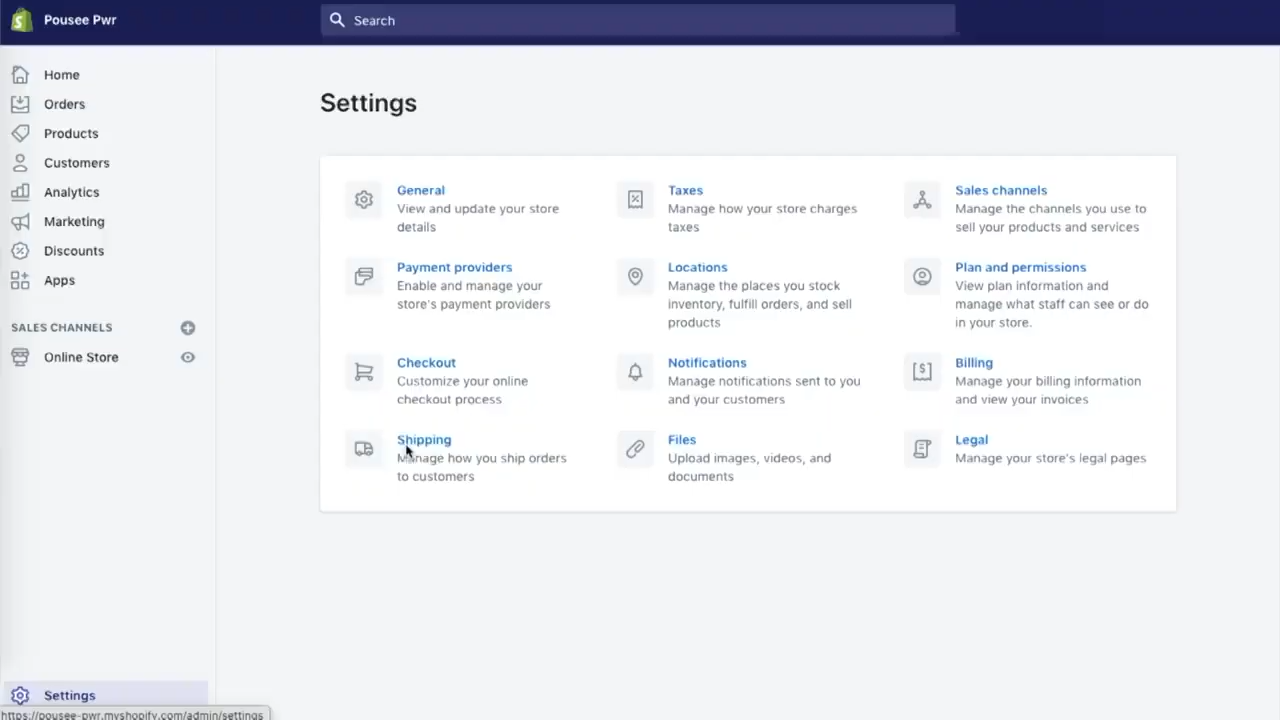 Pousee Pwr
Search
Home
Orders
Products
Customers
Analytics
Marketing
Discounts
Apps
SALES CHANNELS
Online Store
Settings
https://pousee-pwr.myshopify.com/admin/settings
Settings
General
View and update your store
details
Taxes
Manage how your store charges
taxes
Sales channels
Manage the channels you use to
sell your products and services
Payment providers
Enable and manage your
store's payment providers
Locations
Manage the places you stock
inventory, fulfill orders, and sell
products
Plan and permissions
View plan information and
manage what staff can see or do
in your store.
Checkout
Customize your online
checkout process
Notifications
Manage notifications sent to you
and your customers
Billing
Manage your billing information
and view your invoices
Shipping
Manage how you ship orders
to customers
Files
Upload images, videos, and
documents
Legal
Manage your store's legal pages